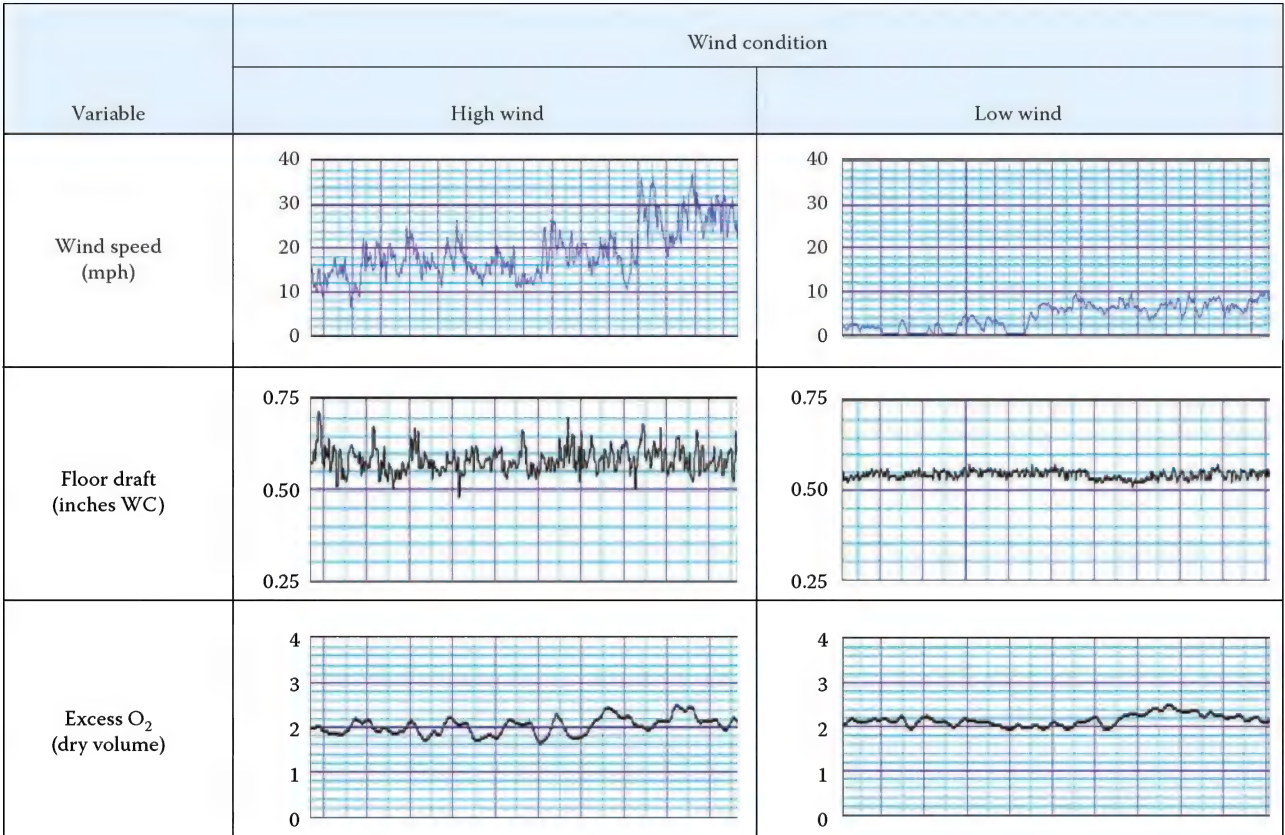 Variable
Wind condition
High wind
Low wind
Wind speed
(mph)
40
30
20
10
0
40
30
20
10
0
Floor draft
(inches WC)
0.75
0.50
0.25
0.75
0.50
0.25
Excess O₂
(dry volume)
4
3
2
1
0
4
3
2
1
0